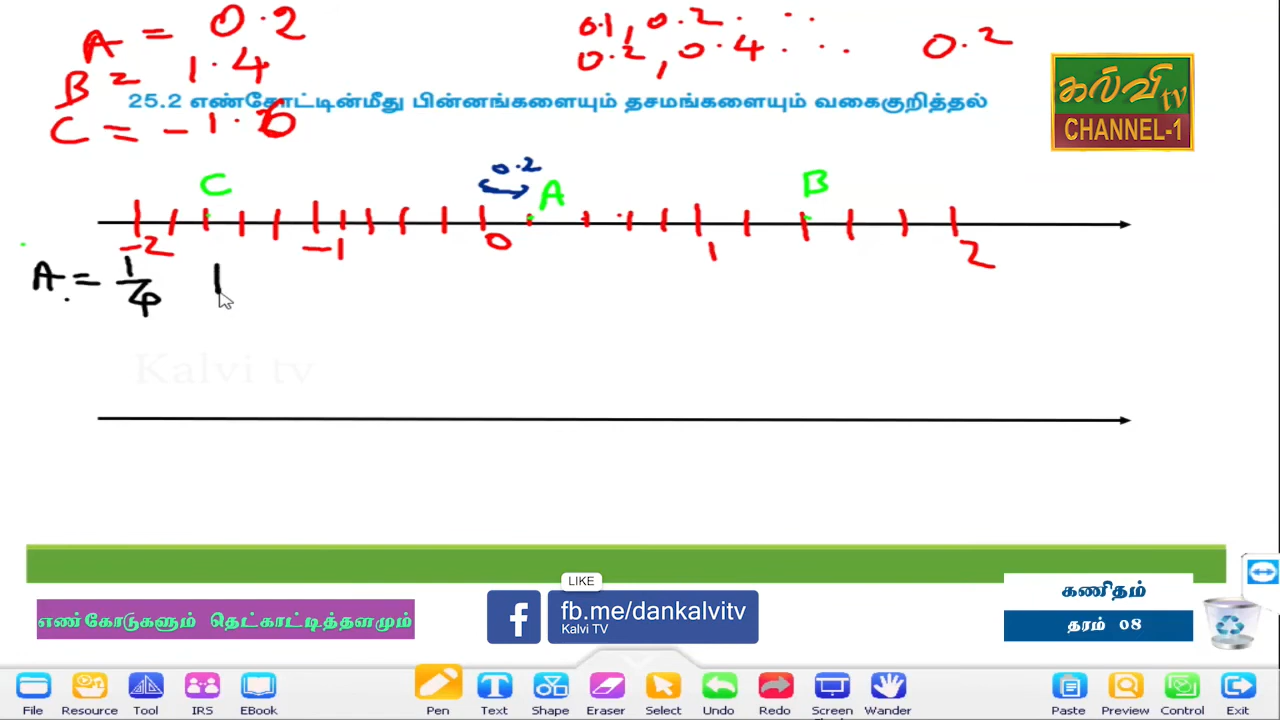 A = 0.2
0.1, 0.2 . . .
B = 1.4
0.2, 0.4 . . . 0.2
கல்வி tv
CHANNEL-1
25.2 எண்கோட்டின்மீது பின்னங்களையும் தசமங்களையும் வகைகுறித்தல்
C = -1.6
0.2
C A B
-2 -1 0 1 2
A = 1/4 1
Kalvi tv
LIKE
fb.me/dankalvitv
Kalvi TV
எண்கோடுகளும் தெட்காட்டித்தளமும்
கணிதம்
தரம் 08
File Resource Tool IRS EBook Pen Text Shape Eraser Select Undo Redo Screen Wander Paste Preview Control Exit